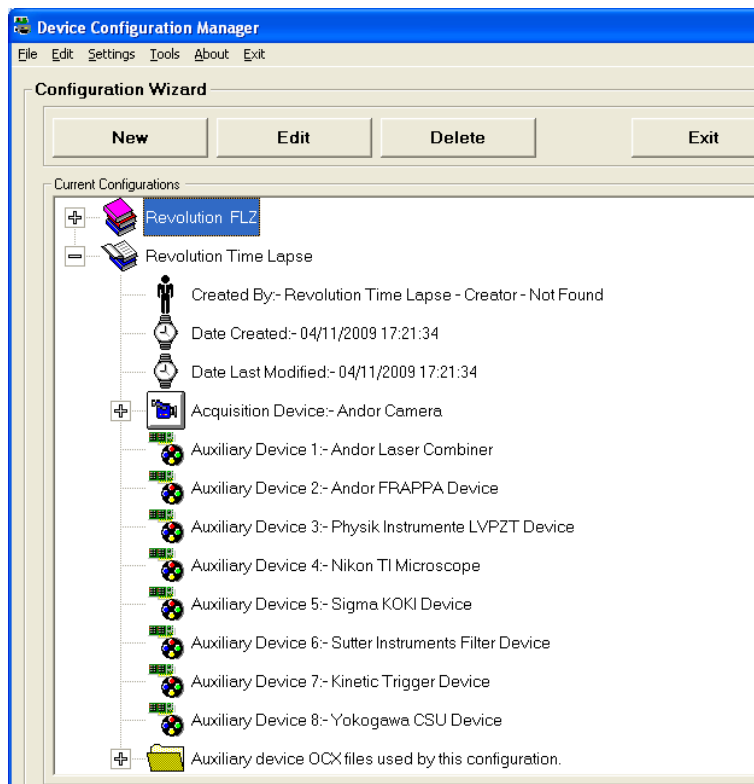 Device Configuration Manager
File Edit Settings Tools About Exit
Configuration Wizard
New Edit Delete Exit
Current Configurations
Revolution FLZ
Revolution Time Lapse
Created By:- Revolution Time Lapse - Creator - Not Found
Date Created:- 04/11/2009 17:21:34
Date Last Modified:- 04/11/2009 17:21:34
Acquisition Device:- Andor Camera
Auxiliary Device 1:- Andor Laser Combiner
Auxiliary Device 2:- Andor FRAPPA Device
Auxiliary Device 3:- Physik Instrumente LVPZT Device
Auxiliary Device 4:- Nikon TI Microscope
Auxiliary Device 5:- Sigma KOKI Device
Auxiliary Device 6:- Sutter Instruments Filter Device
Auxiliary Device 7:- Kinetic Trigger Device
Auxiliary Device 8:- Yokogawa CSU Device
Auxiliary device OCX files used by this configuration.